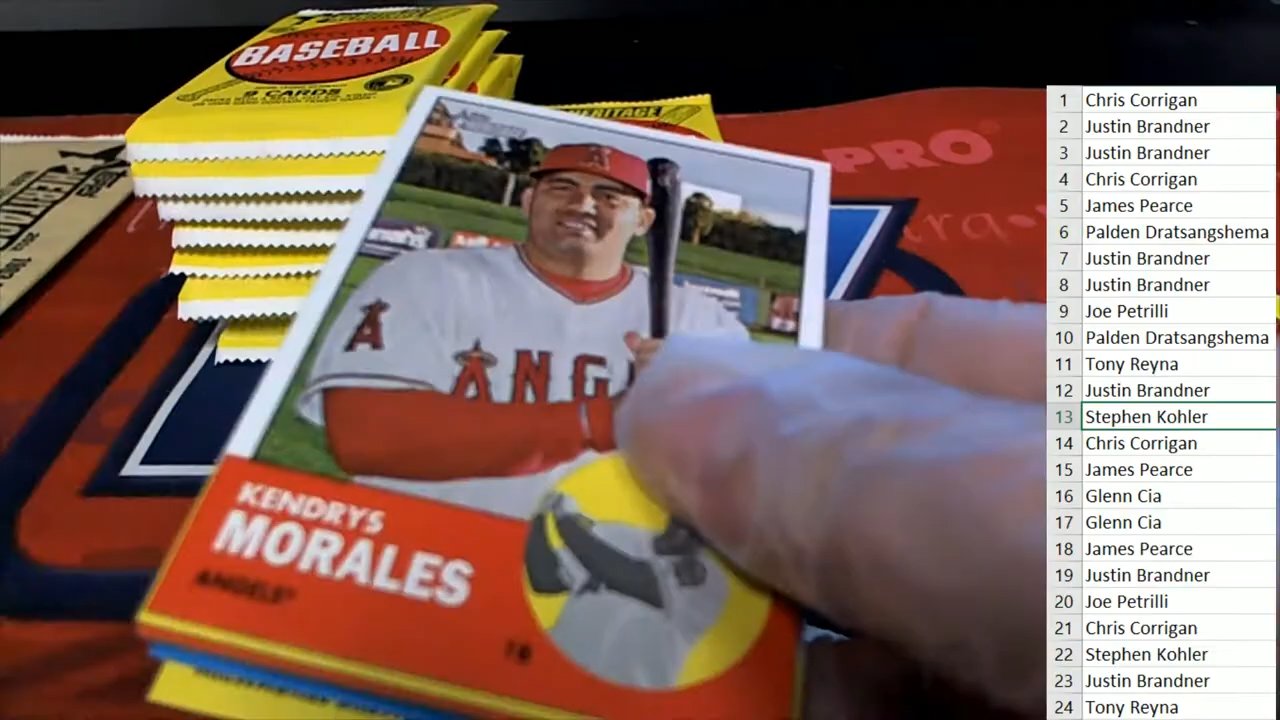 BASEBALL
9 CARDS
HERITAGE
PRO
A
A
ANG
KENDRYS
MORALES
ANGELS
1B
1 Chris Corrigan
2 Justin Brandner
3 Justin Brandner
4 Chris Corrigan
5 James Pearce
6 Palden Dratsangshema
7 Justin Brandner
8 Justin Brandner
9 Joe Petrilli
10 Palden Dratsangshema
11 Tony Reyna
12 Justin Brandner
13 Stephen Kohler
14 Chris Corrigan
15 James Pearce
16 Glenn Cia
17 Glenn Cia
18 James Pearce
19 Justin Brandner
20 Joe Petrilli
21 Chris Corrigan
22 Stephen Kohler
23 Justin Brandner
24 Tony Reyna